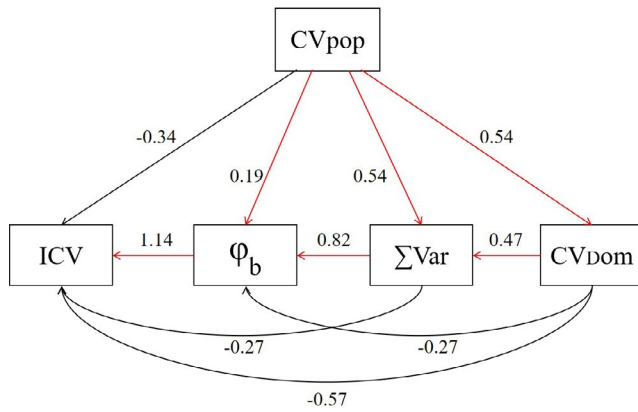 CVpop
-0.34
0.19
0.54
0.54
ICV
1.14
φb
0.82
∑Var
0.47
CVDom
-0.27
-0.27
-0.57